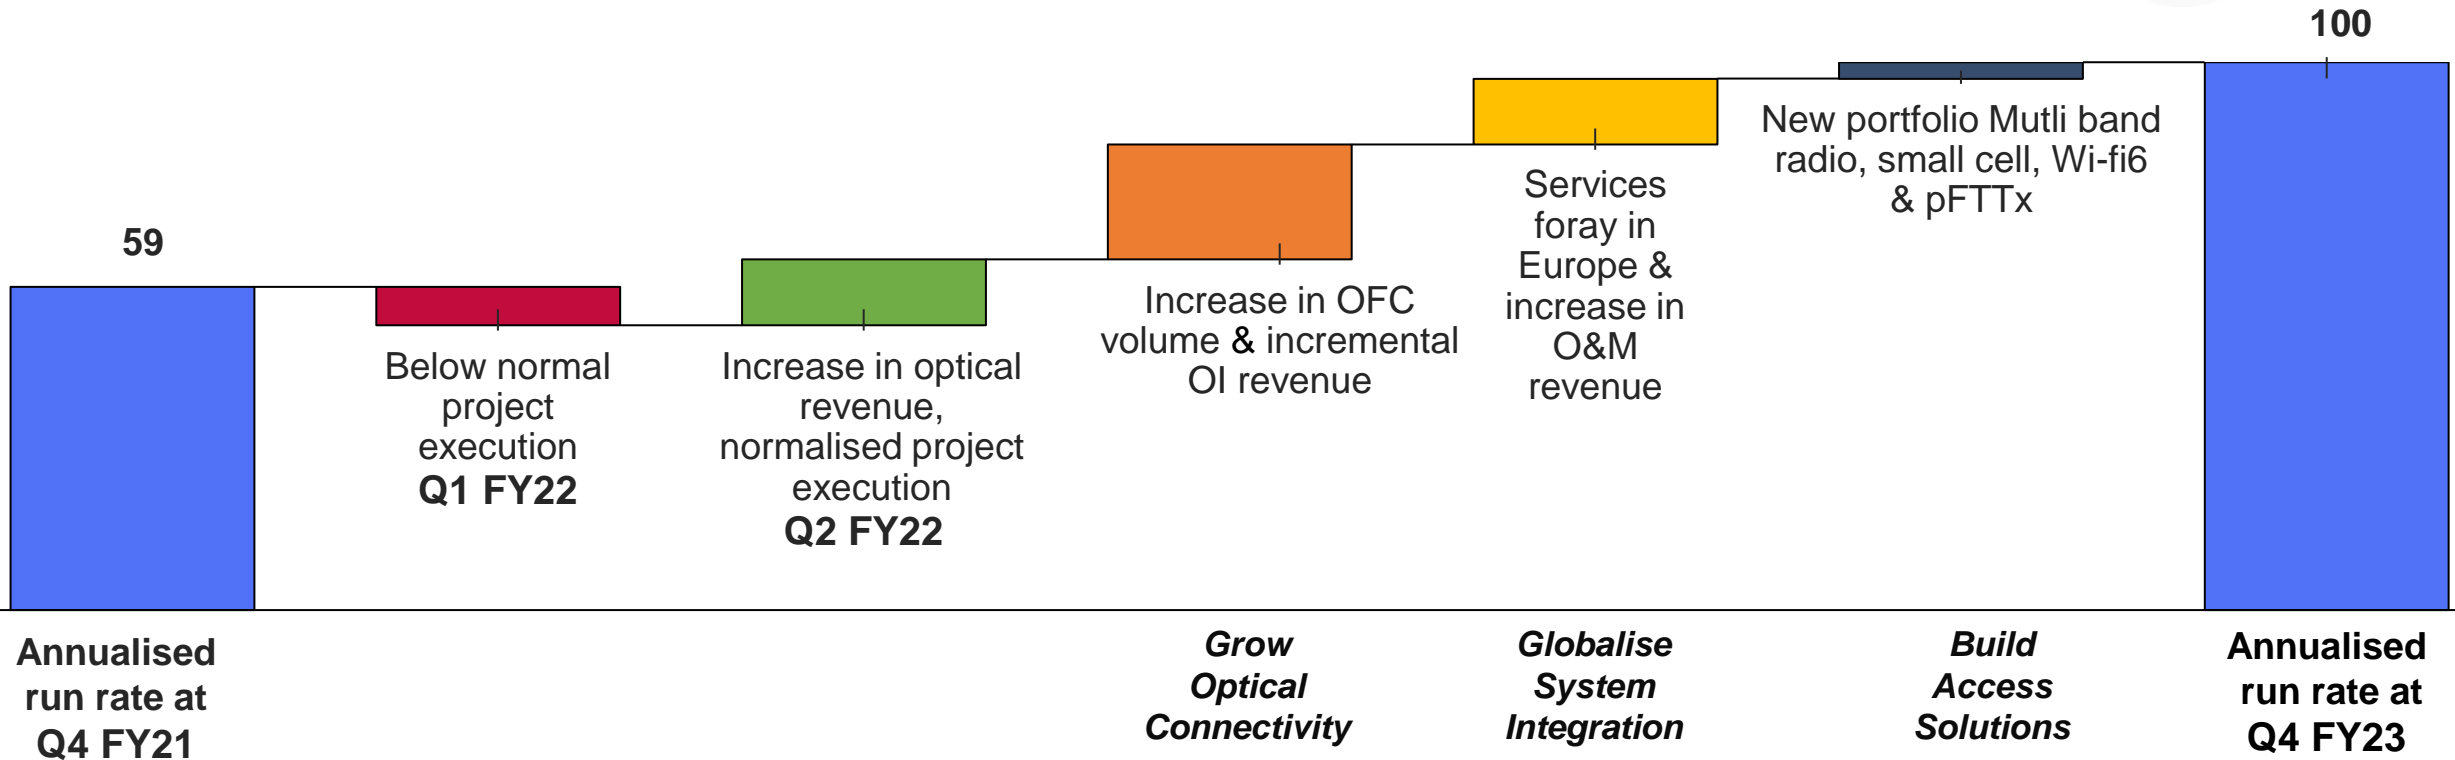 100
59
Below normal
project
execution
Q1 FY22
Increase in optical
revenue,
normalised project
execution
Q2 FY22
Increase in OFC
volume & incremental
OI revenue
Services
foray in
Europe &
increase in
O&M
revenue
New portfolio Mutli band
radio, small cell, Wi-fi6
& pFTTx
Annualised
run rate at
Q4 FY21
Grow
Optical
Connectivity
Globalise
System
Integration
Build
Access
Solutions
Annualised
run rate at
Q4 FY23